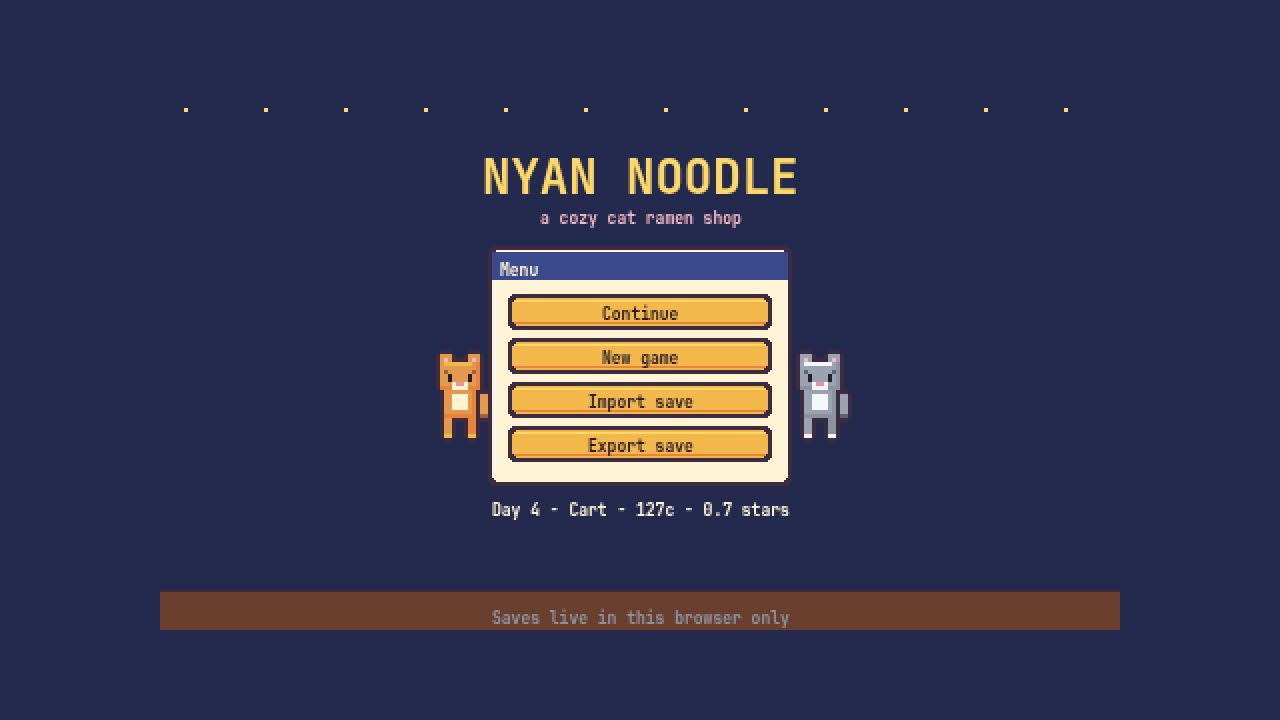 NYAN NOODLE
a cozy cat ramen shop
Menu
Continue
New game
Import save
Export save
Day 4 - Cart - 127c - 0.7 stars
Saves live in this browser only